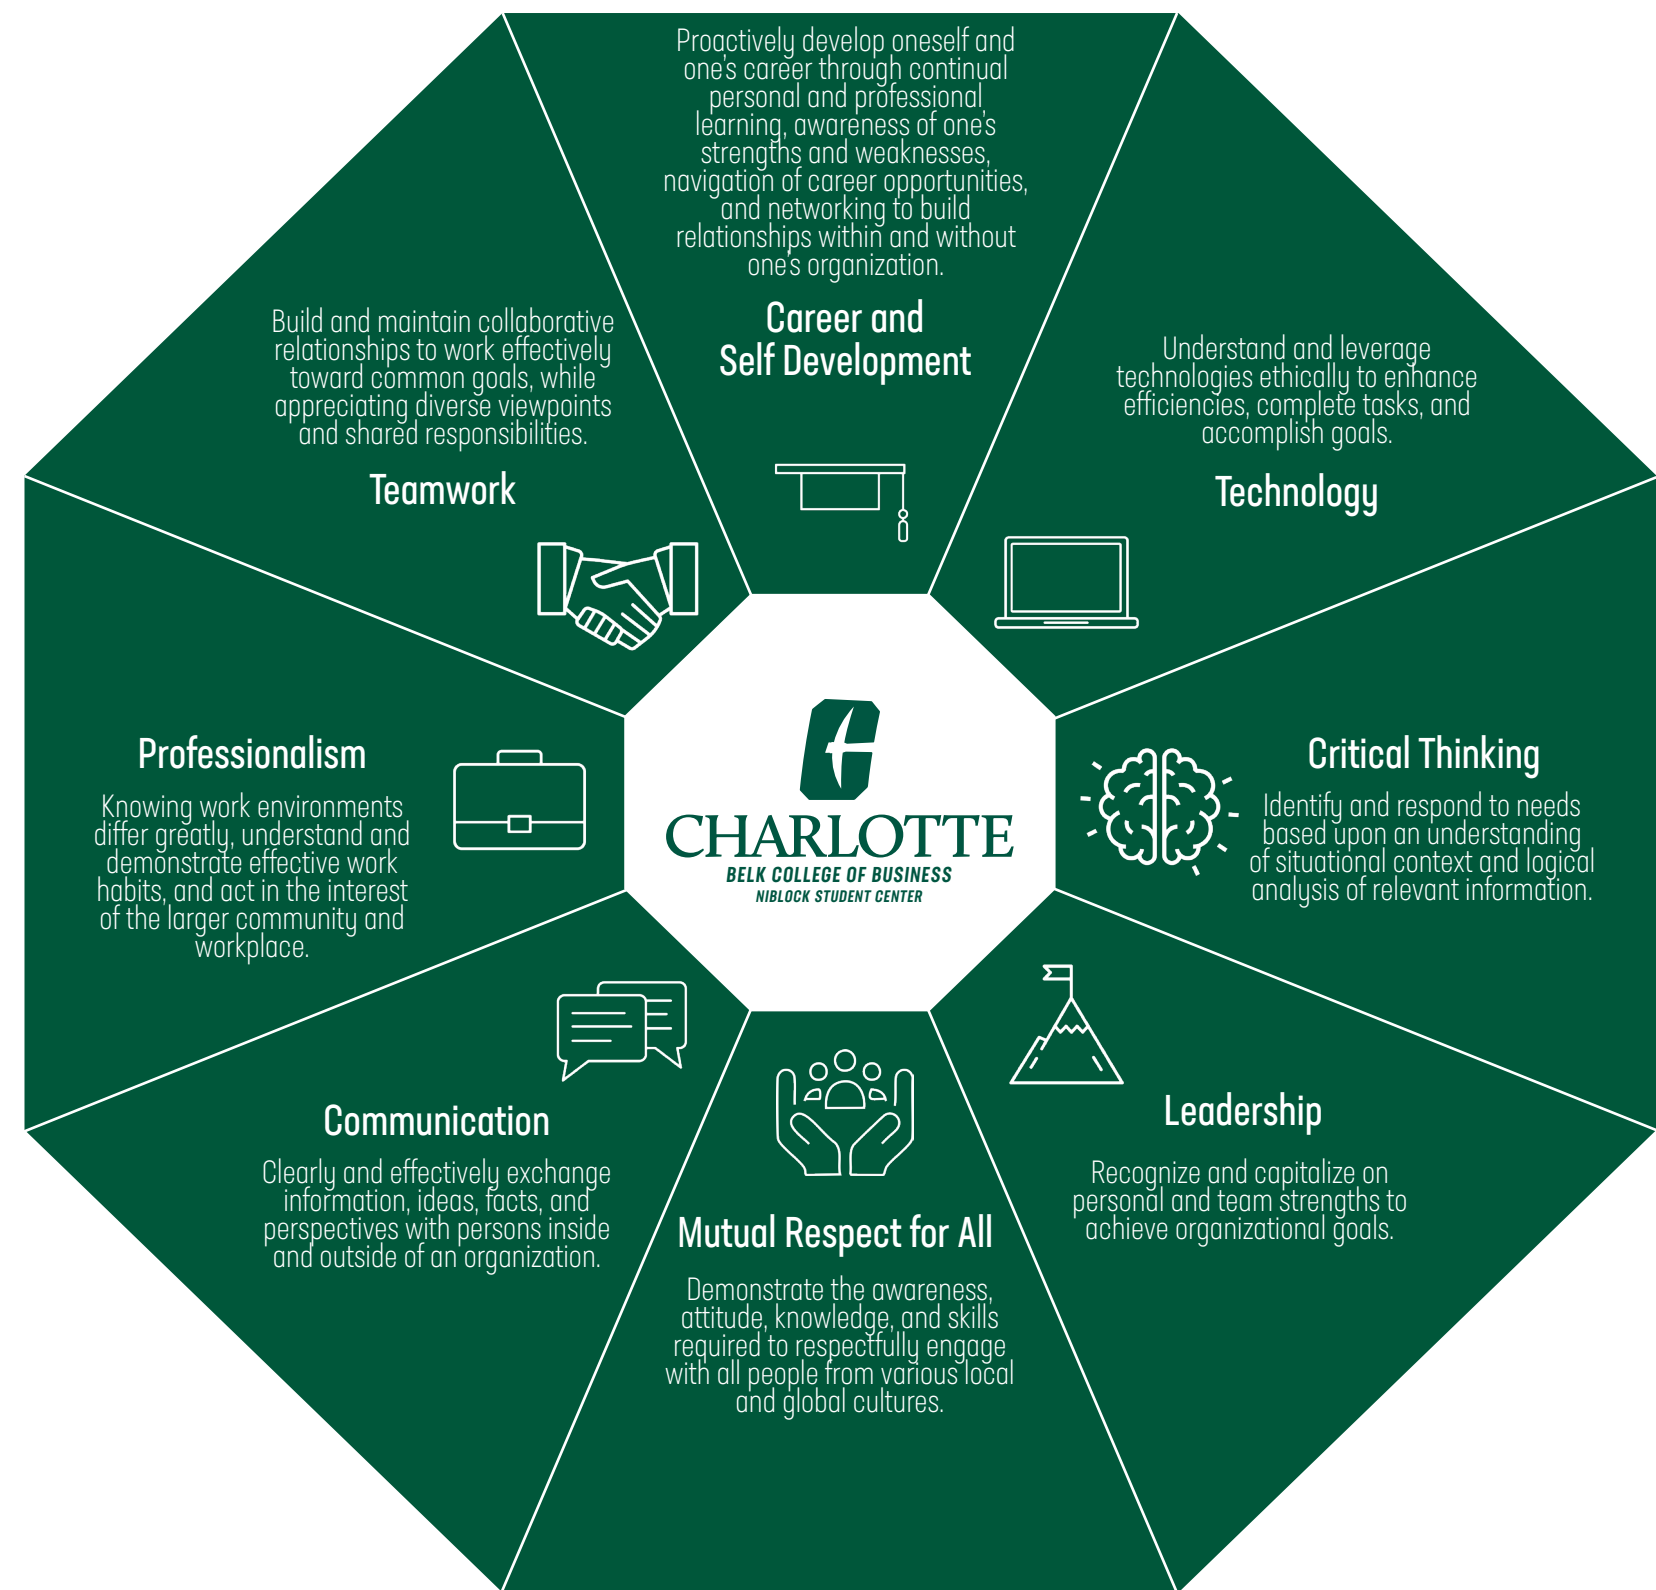 Proactively develop oneself and
one's career through continual
personal and professional
learning, awareness of one's
strengths and weaknesses,
navigation of career opportunities,
and networking to build
relationships within and without
one's organization.
Career and
Self Development
Build and maintain collaborative
relationships to work effectively
toward common goals, while
appreciating diverse viewpoints
and shared responsibilities.
Teamwork
Understand and leverage
technologies ethically to enhance
efficiencies, complete tasks, and
accomplish goals.
Technology
Professionalism
Knowing work environments
differ greatly, understand and
demonstrate effective work
habits, and act in the interest
of the larger community and
workplace.
CHARLOTTE
BELK COLLEGE OF BUSINESS
NIBLOCK STUDENT CENTER
Critical Thinking
Identify and respond to needs
based upon an understanding
of situational context and logical
analysis of relevant information.
Communication
Clearly and effectively exchange
information, ideas, facts, and
perspectives with persons inside
and outside of an organization.
Mutual Respect for All
Demonstrate the awareness,
attitude, knowledge, and skills
required to respectfully engage
with all people from various local
and global cultures.
Leadership
Recognize and capitalize on
personal and team strengths to
achieve organizational goals.